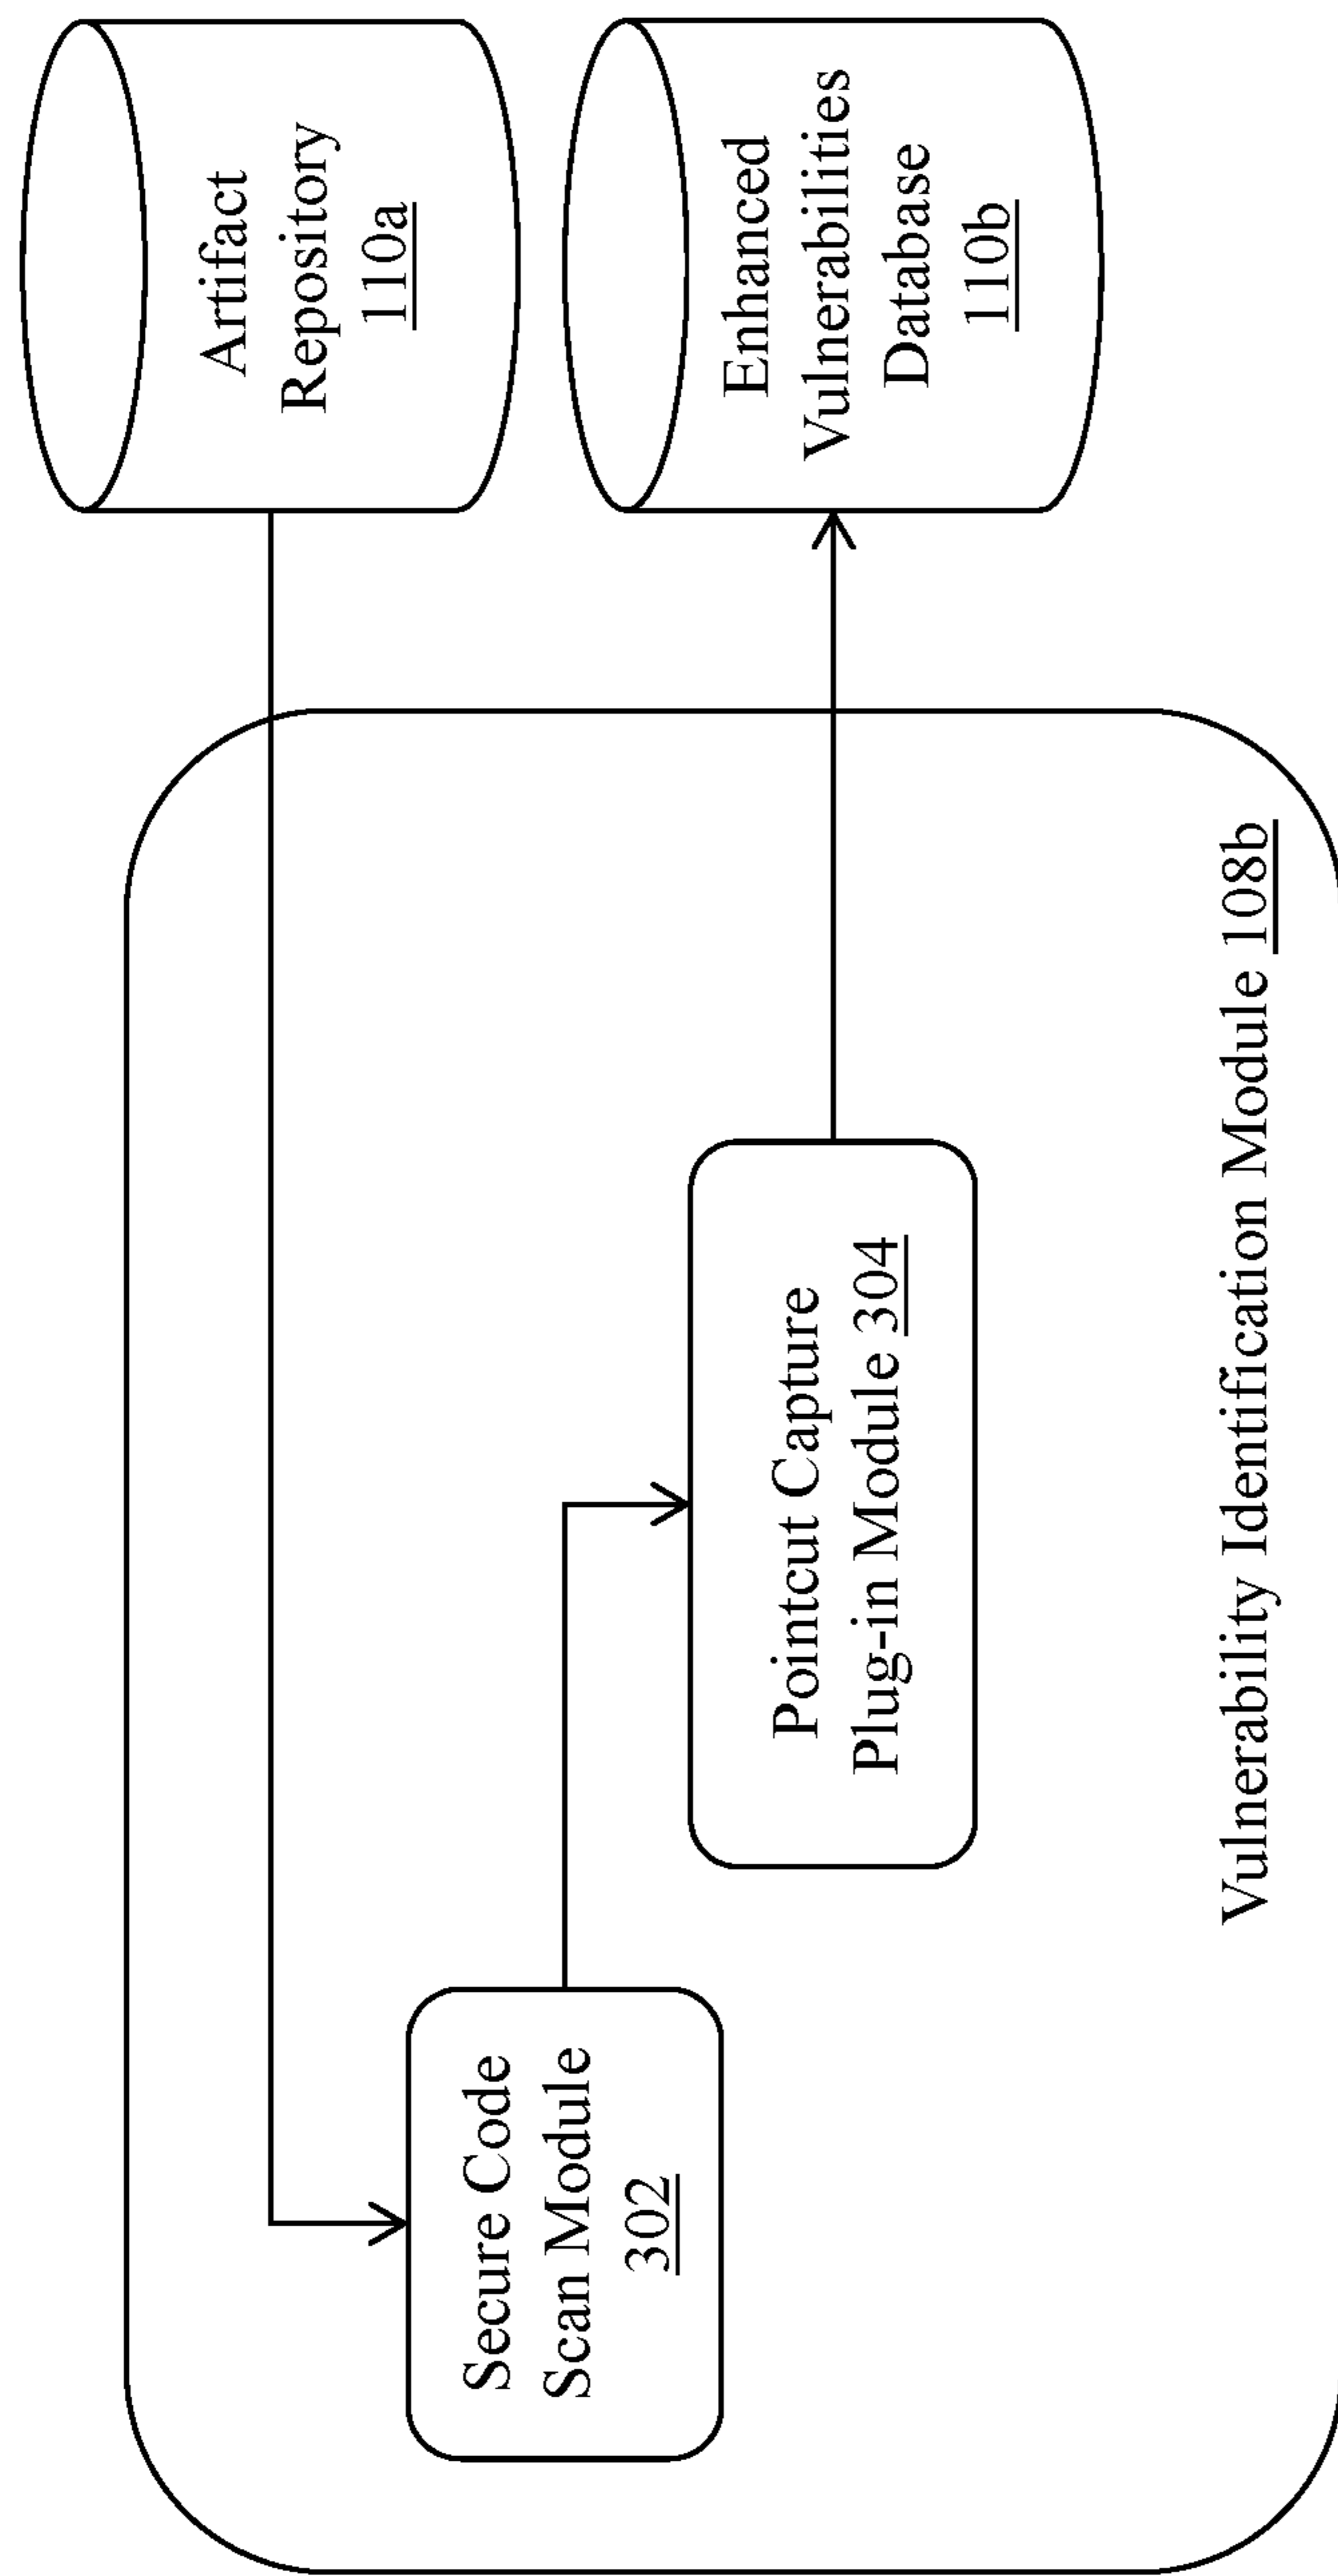 Secure Code
Scan Module
302
Pointcut Capture
Plug-in Module 304
Vulnerability Identification Module 108b
Artifact
Repository
110a
Enhanced
Vulnerabilities
Database
110b